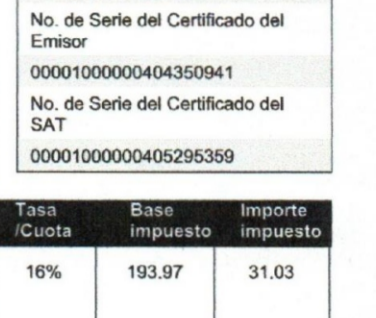 No. de Serie del Certificado del
Emisor
00001000000404350941
No. de Serie del Certificado del
SAT
00001000000405295359
Tasa Base Importe
/Cuota impuesto impuesto
16% 193.97 31.03